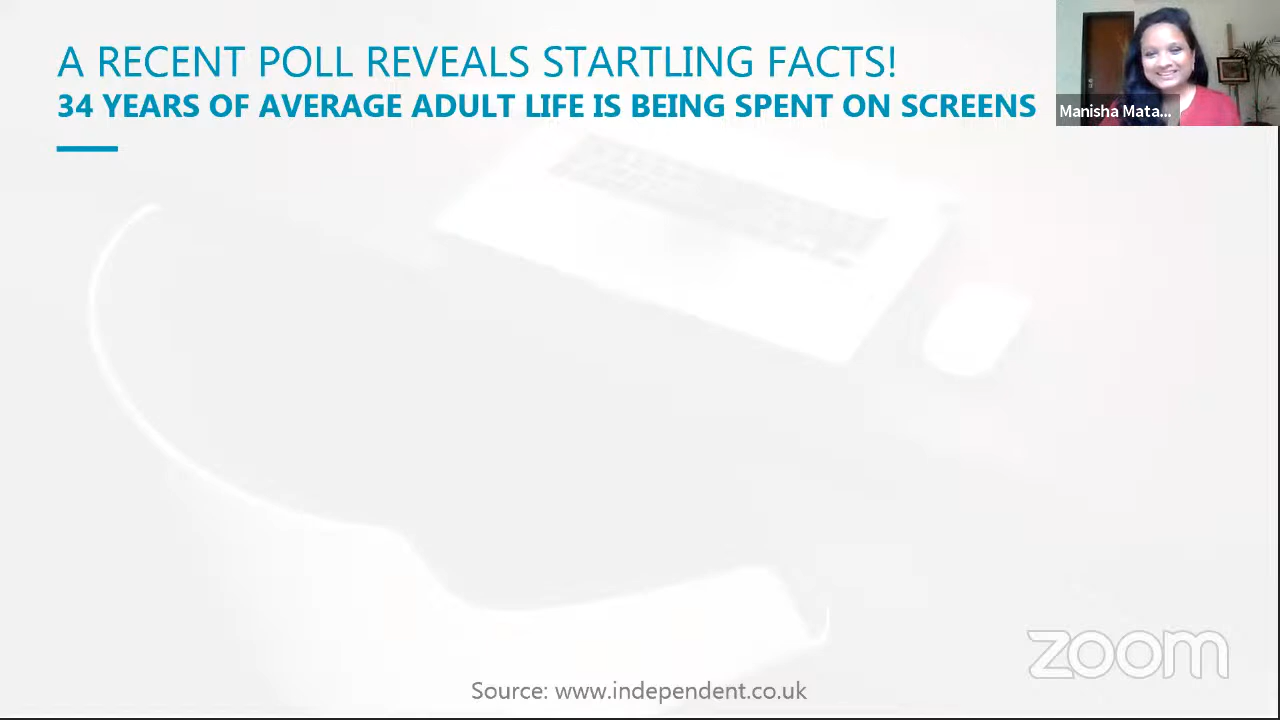 A RECENT POLL REVEALS STARTLING FACTS!
34 YEARS OF AVERAGE ADULT LIFE IS BEING SPENT ON SCREENS
Manisha Mata...
zoom
Source: www.independent.co.uk